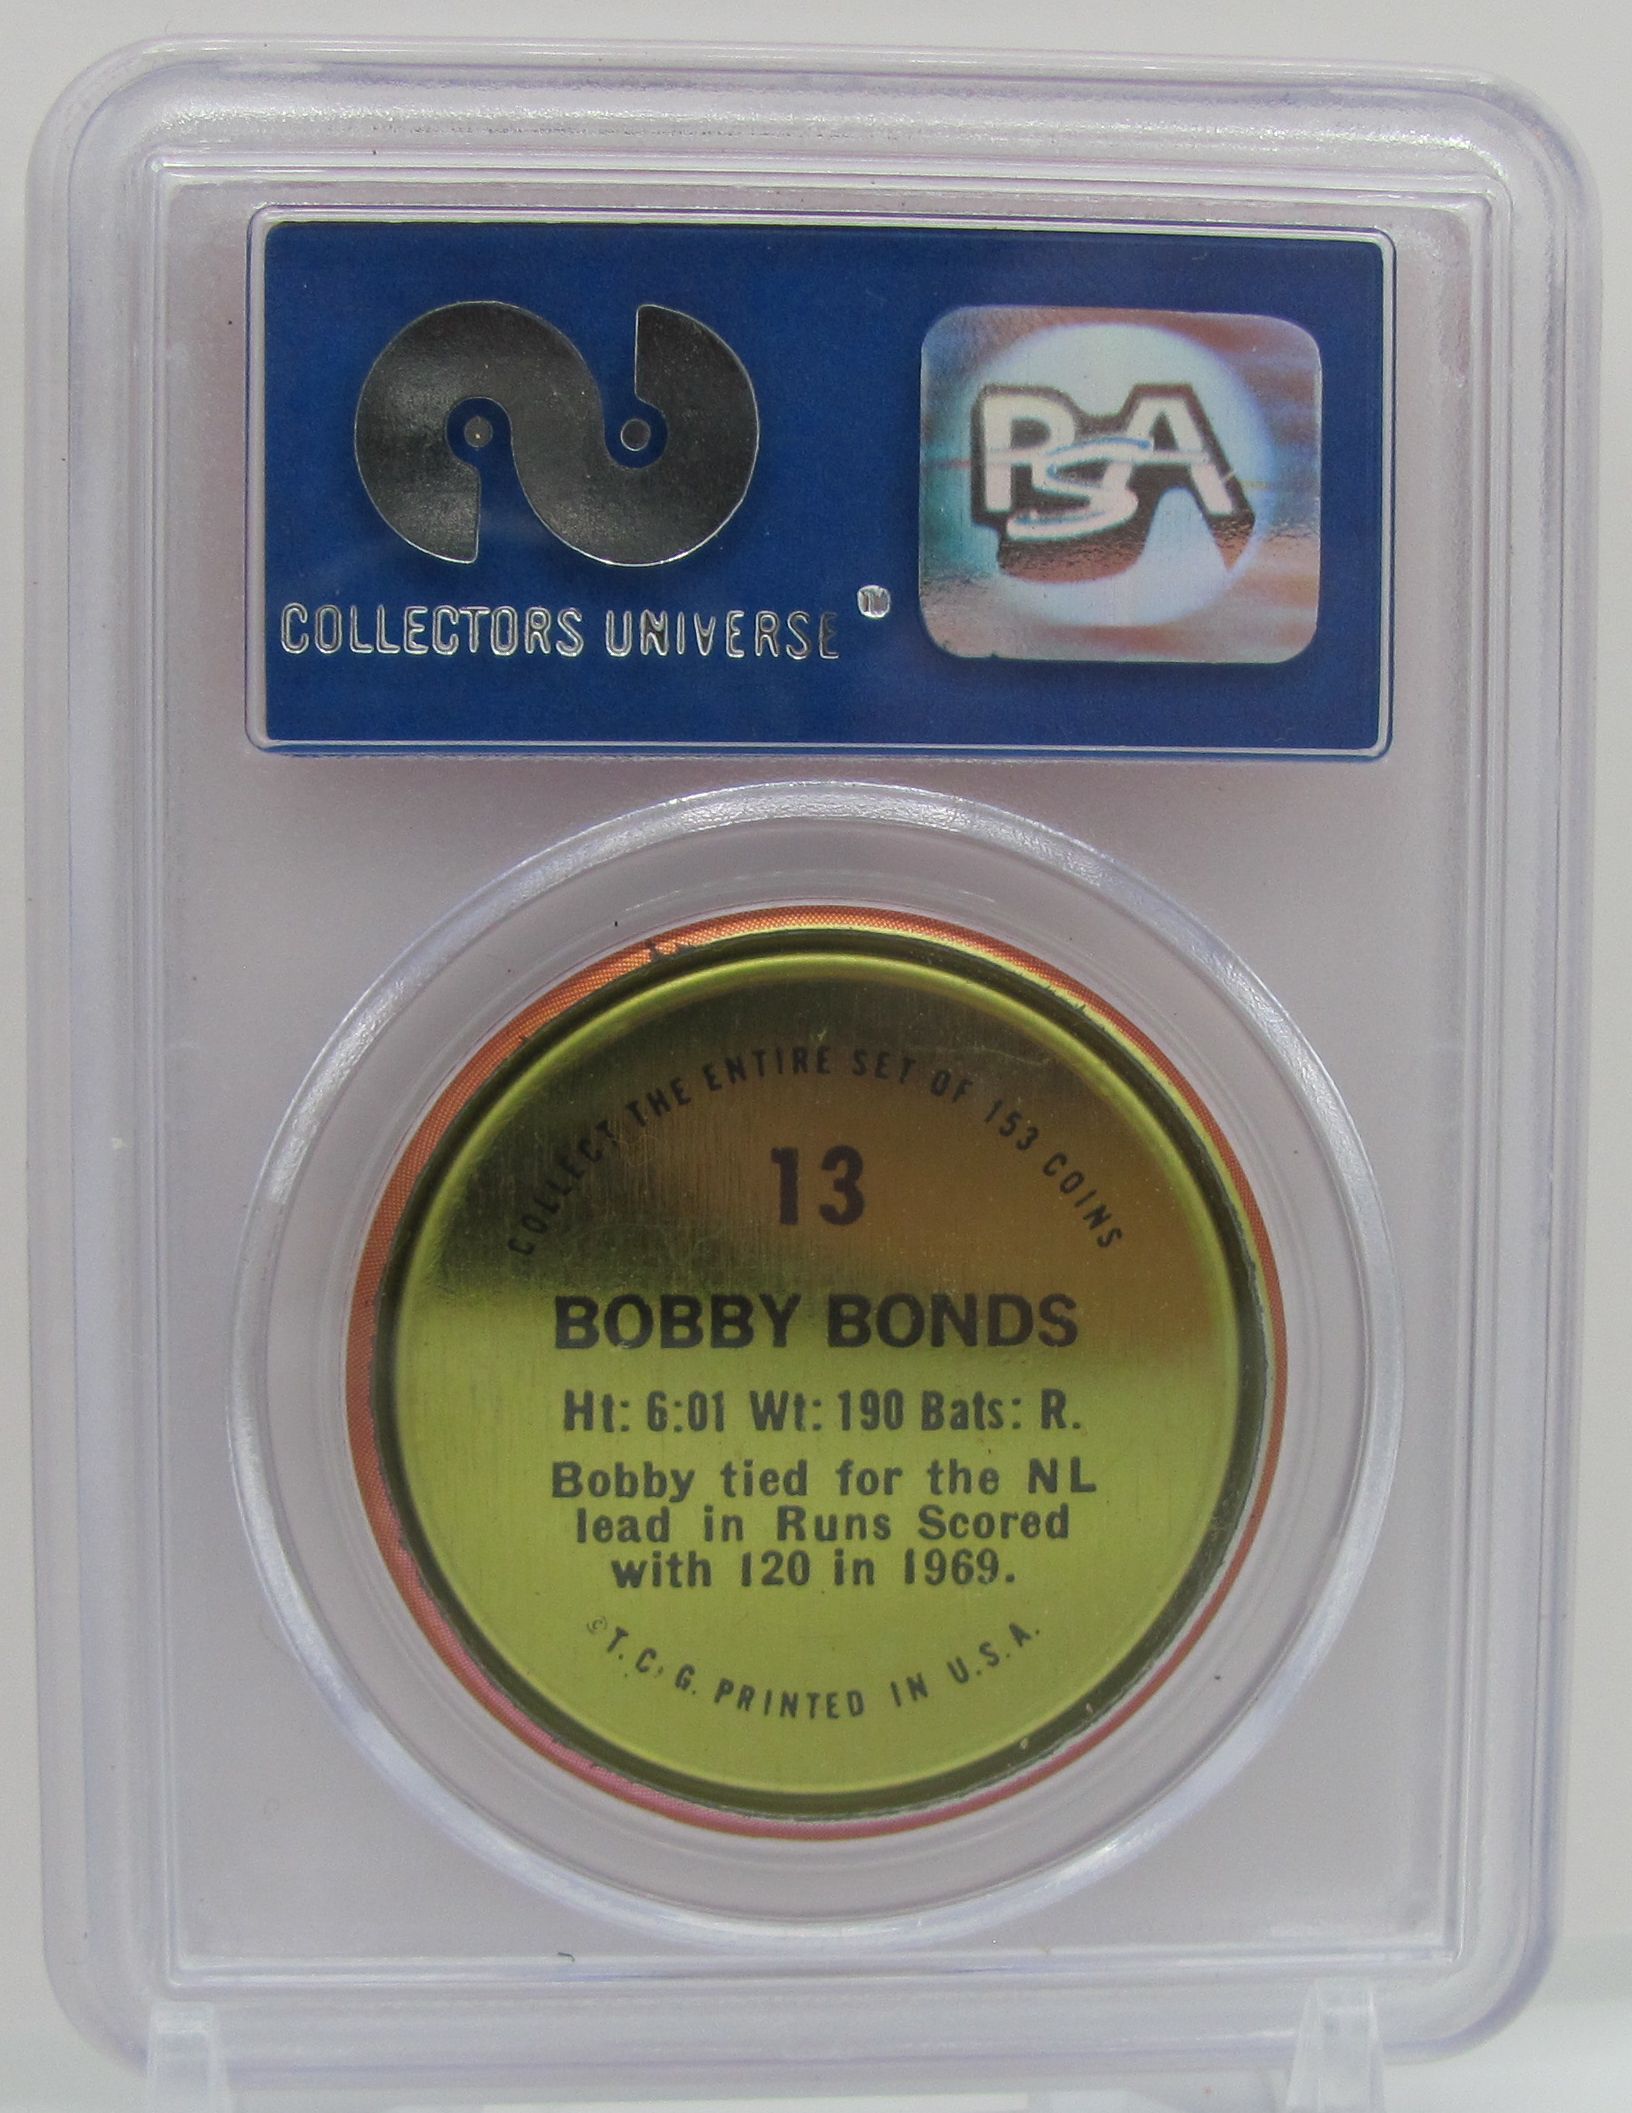 COLLECTORS UNIVERSE™
PSA
COLLECT THE ENTIRE SET OF 153 COINS
13
BOBBY BONDS
Ht: 6:01 Wt: 190 Bats: R.
Bobby tied for the NL
lead in Runs Scored
with 120 in 1969.
©T. C. G. PRINTED IN U.S.A.